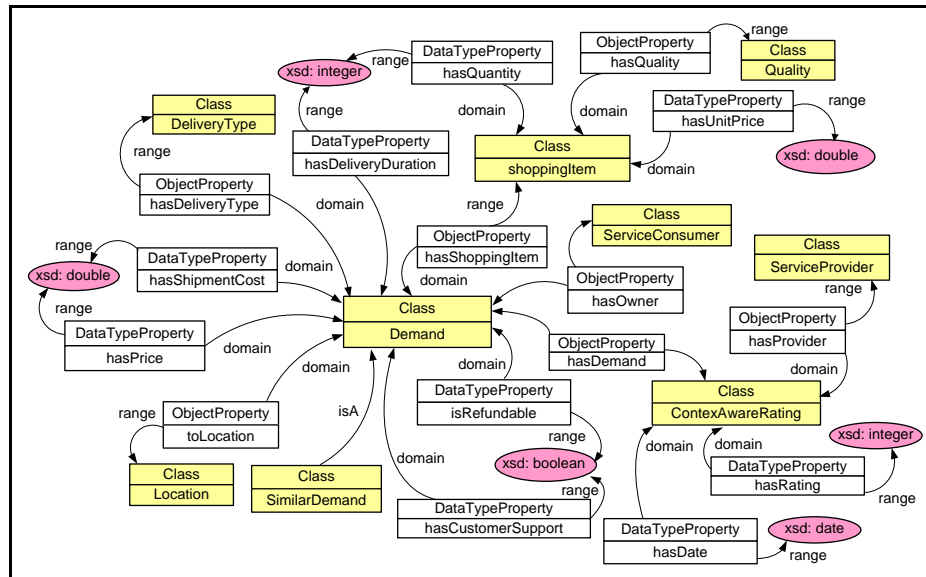 DataTypeProperty
hasQuantity
range
xsd: integer
range
domain
ObjectProperty
hasQuality
range
Class
Quality
domain
DataTypeProperty
hasUnitPrice
range
xsd: double
domain
Class
DeliveryType
range
DataTypeProperty
hasDeliveryDuration
domain
Class
shoppingItem
range
ObjectProperty
hasDeliveryType
domain
ObjectProperty
hasShoppingItem
domain
Class
ServiceConsumer
ObjectProperty
hasOwner
Class
ServiceProvider
range
ObjectProperty
hasProvider
domain
range
xsd: double
range
DataTypeProperty
hasShipmentCost
domain
Class
Demand
DataTypeProperty
hasPrice
domain
ObjectProperty
hasDemand
domain
range
ObjectProperty
toLocation
domain
isA
DataTypeProperty
isRefundable
range
Class
ContexAwareRating
domain
domain
xsd: integer
Class
Location
Class
SimilarDemand
domain
xsd: boolean
range
DataTypeProperty
hasRating
range
DataTypeProperty
hasCustomerSupport
DataTypeProperty
hasDate
xsd: date
range